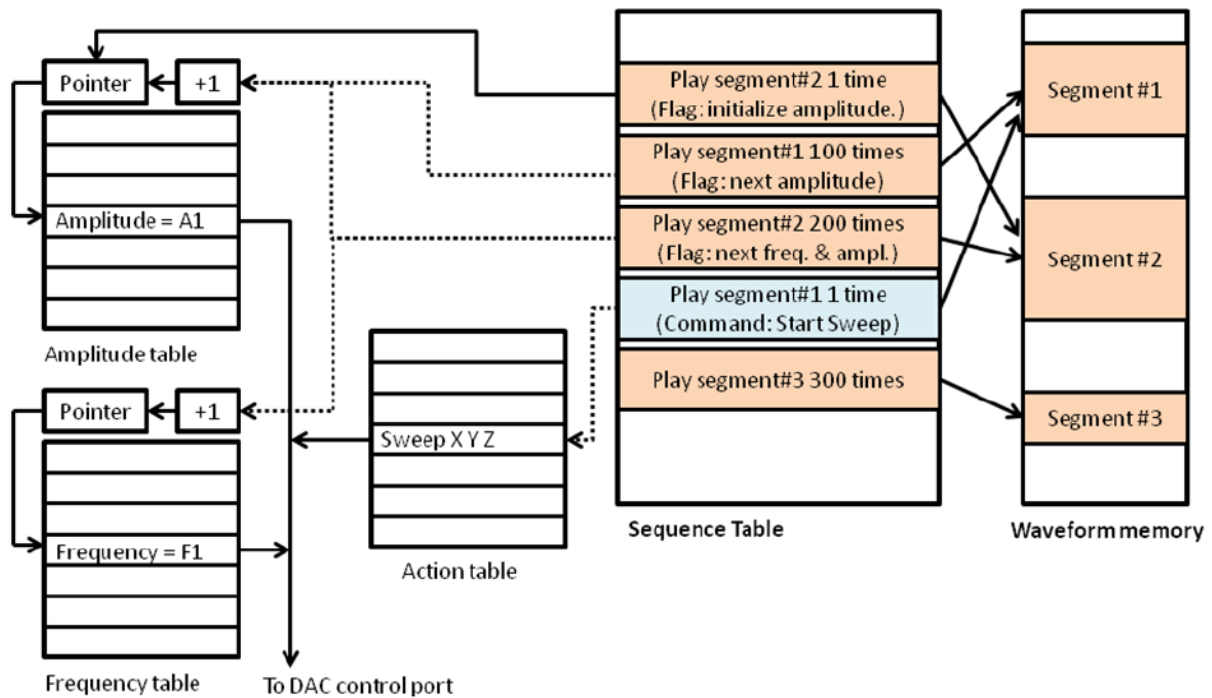 Pointer
+1
Amplitude = A1
Amplitude table
Pointer
+1
Frequency = F1
Frequency table
To DAC control port
Sweep X Y Z
Action table
Play segment#2 1 time
(Flag: initialize amplitude.)
Play segment#1 100 times
(Flag: next amplitude)
Play segment#2 200 times
(Flag: next freq. & ampl.)
Play segment#1 1 time
(Command: Start Sweep)
Play segment#3 300 times
Sequence Table
Segment #1
Segment #2
Segment #3
Waveform memory